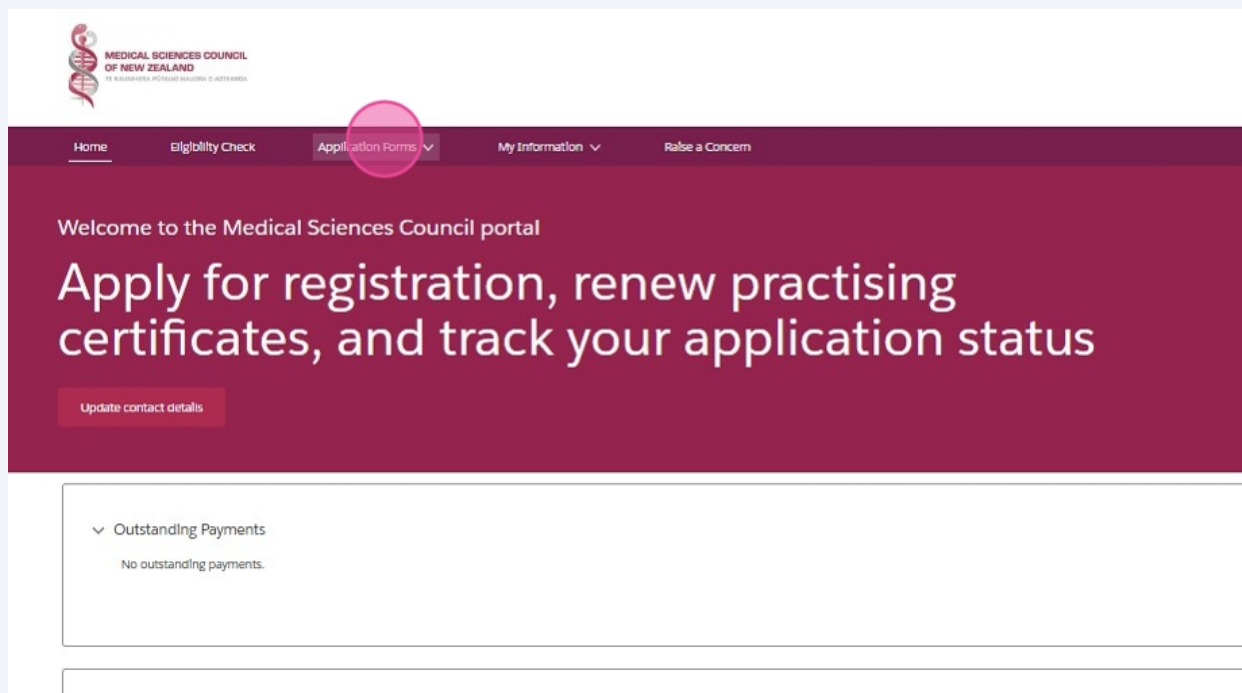 MEDICAL SCIENCES COUNCIL
OF NEW ZEALAND
Home Eligibility Check Application Forms My Information Raise a Concern
Welcome to the Medical Sciences Council portal
Apply for registration, renew practising
certificates, and track your application status
Update contact details
Outstanding Payments
No outstanding payments.